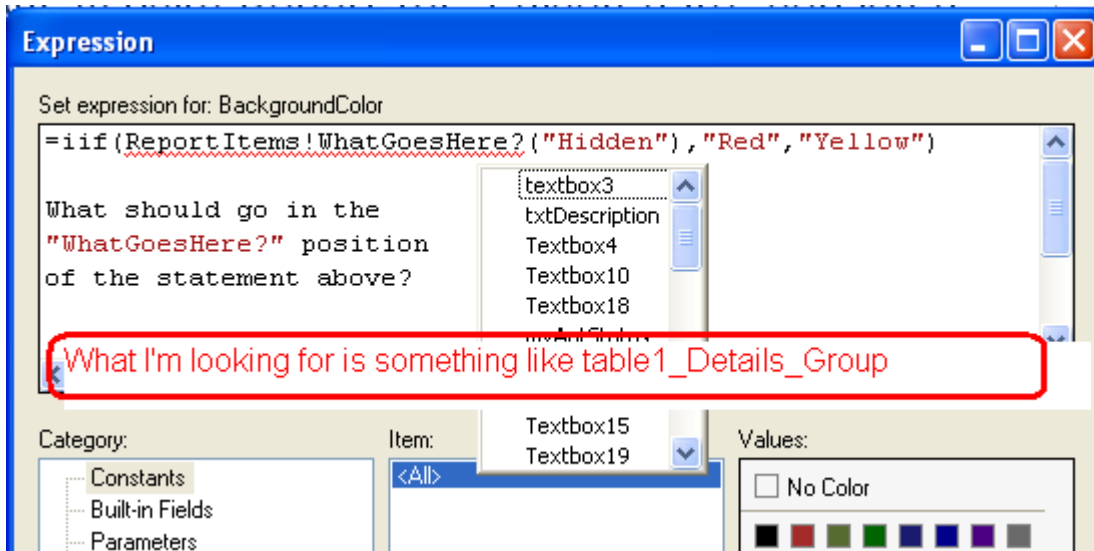 Expression
Set expression for: BackgroundColor
=iif(ReportItems!WhatGoesHere?("Hidden"),"Red","Yellow")
What should go in the
"WhatGoesHere?" position
of the statement above?
textbox3
txtDescription
Textbox4
Textbox10
Textbox18
What I'm looking for is something like table1_Details_Group
Textbox15
Textbox19
Category:
Item:
Values:
Constants
Built-in Fields
Parameters
<All>
No Color